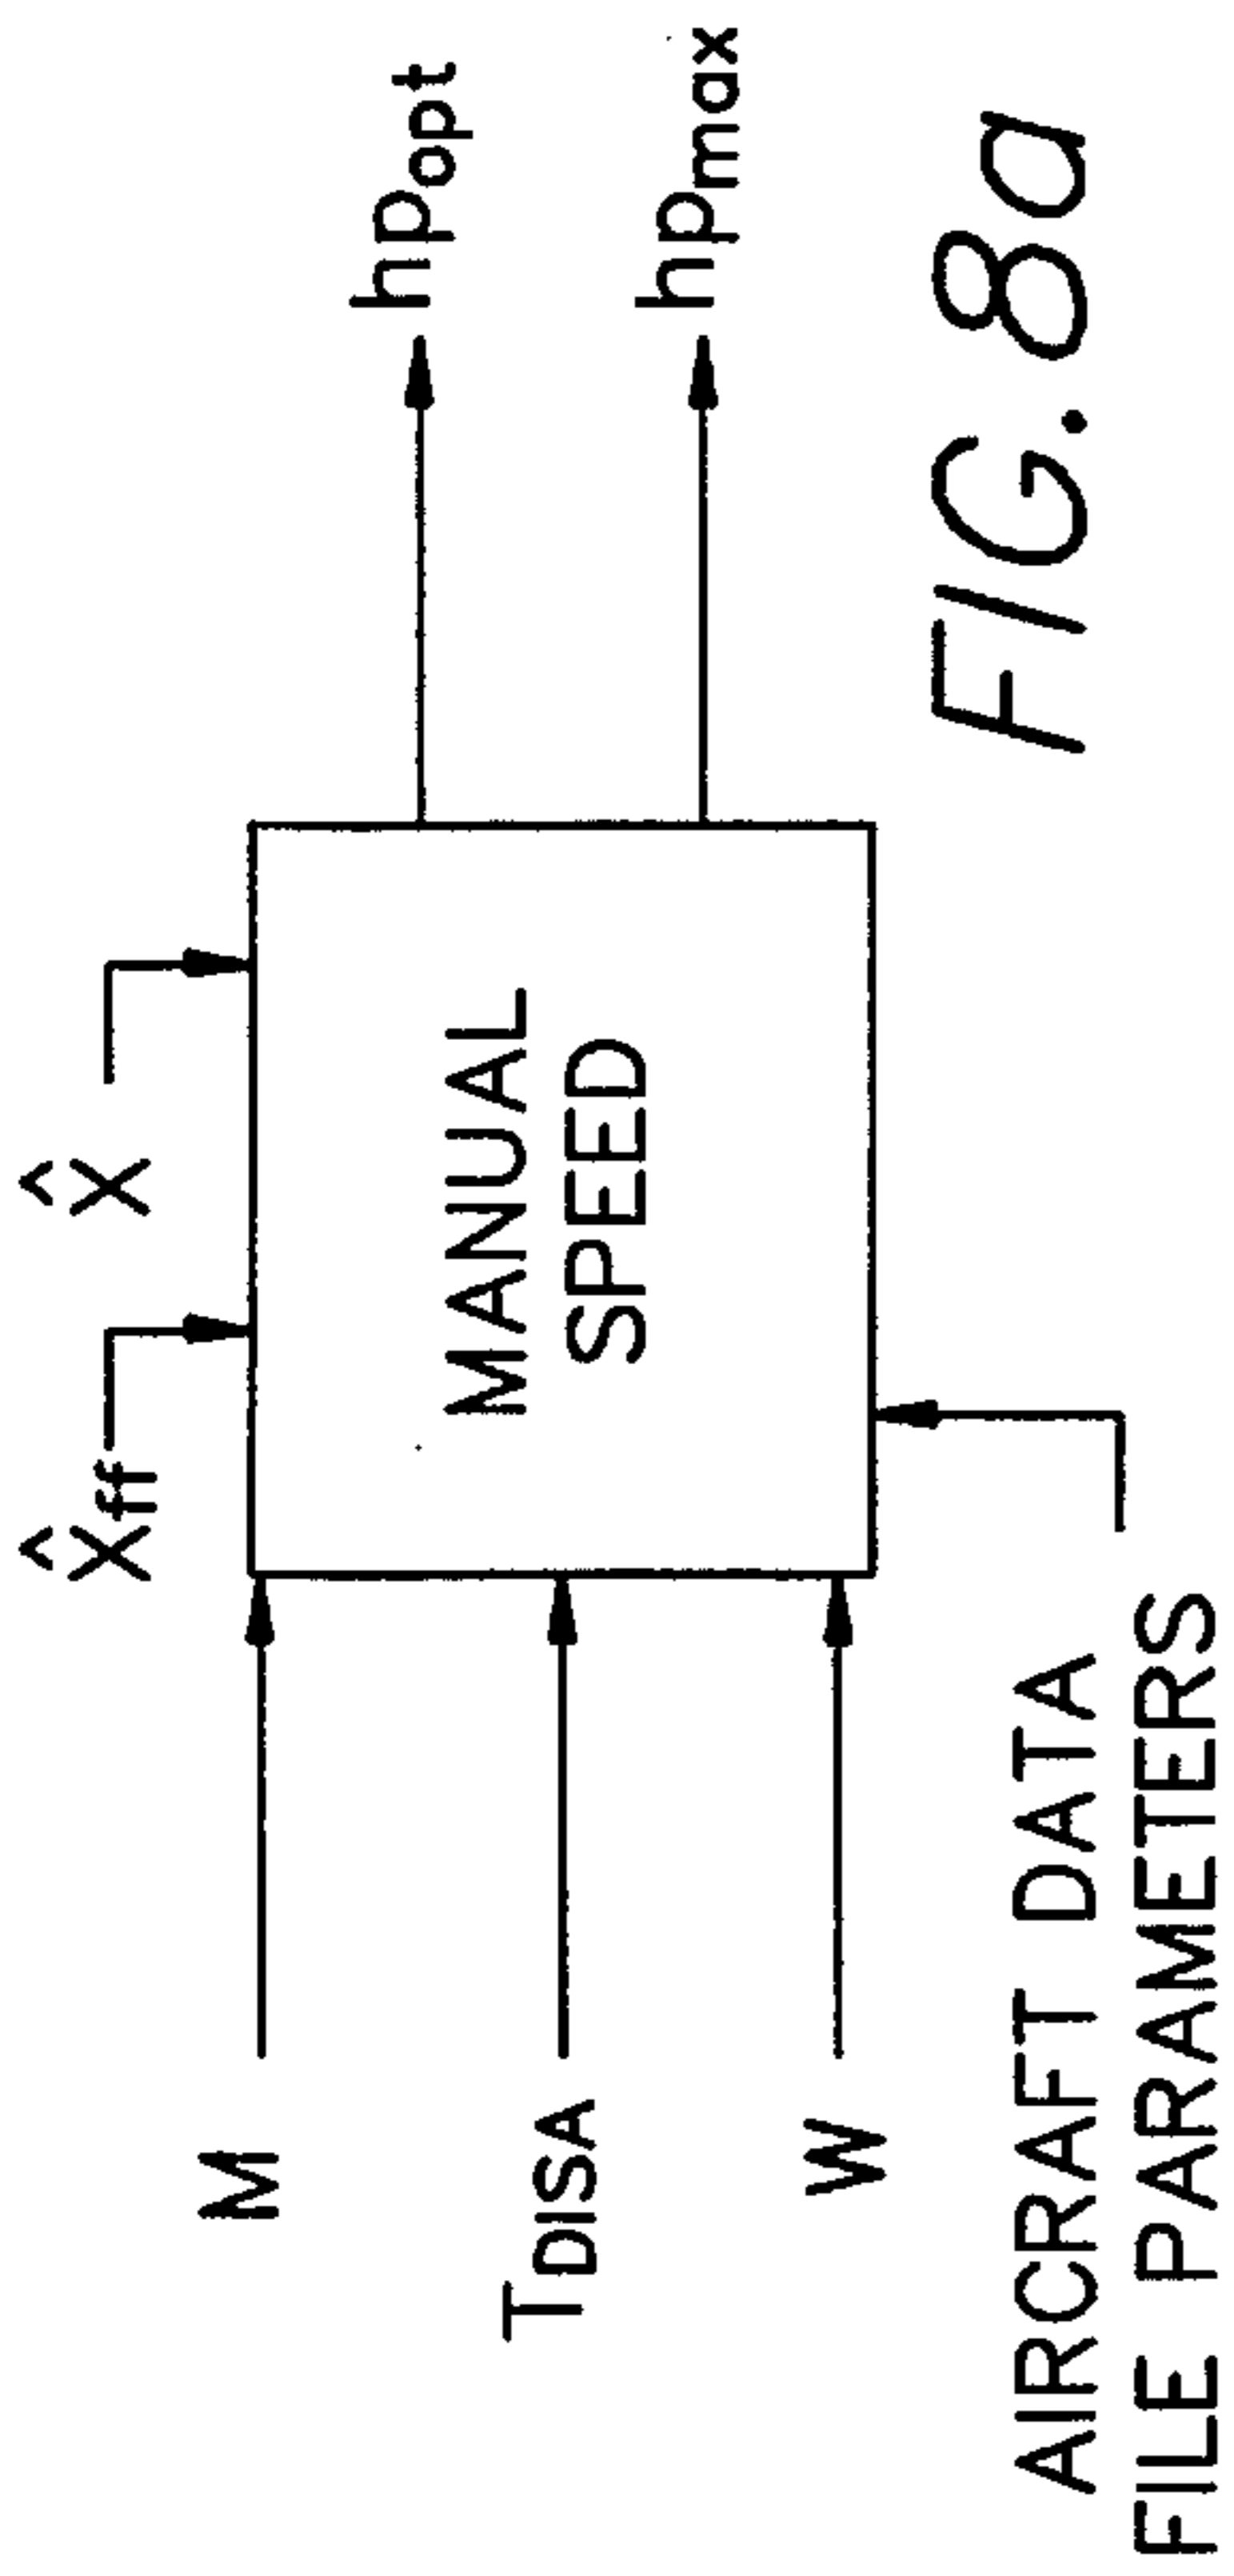 X̂ff
X̂
M
TDISA
W
MANUAL
SPEED
hpopt
hpmax
AIRCRAFT DATA
FILE PARAMETERS
FIG. 8a